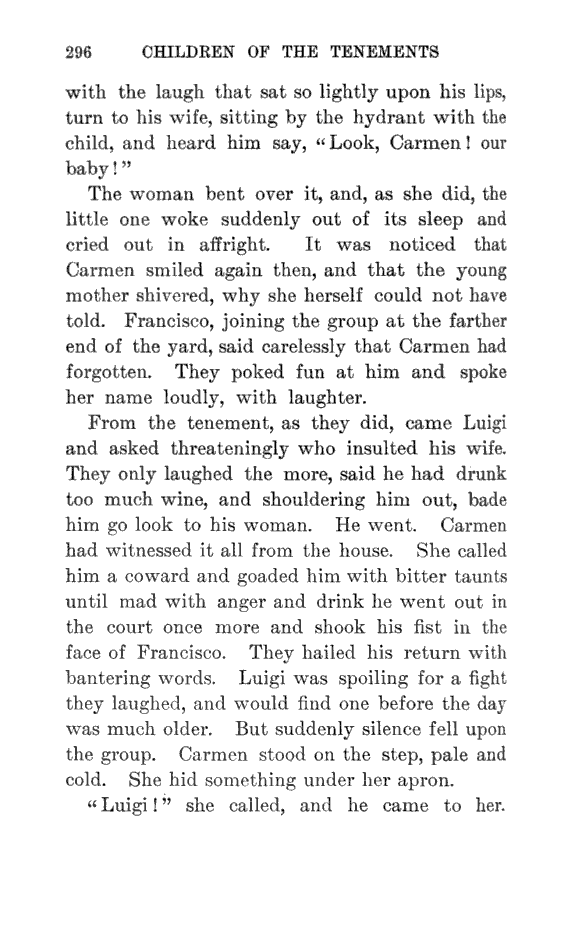 296 CHILDREN OF THE TENEMENTS
with the laugh that sat so lightly upon his lips,
turn to his wife, sitting by the hydrant with the
child, and heard him say, “Look, Carmen! our
baby!”
The woman bent over it, and, as she did, the
little one woke suddenly out of its sleep and
cried out in affright. It was noticed that
Carmen smiled again then, and that the young
mother shivered, why she herself could not have
told. Francisco, joining the group at the farther
end of the yard, said carelessly that Carmen had
forgotten. They poked fun at him and spoke
her name loudly, with laughter.
From the tenement, as they did, came Luigi
and asked threateningly who insulted his wife.
They only laughed the more, said he had drunk
too much wine, and shouldering him out, bade
him go look to his woman. He went. Carmen
had witnessed it all from the house. She called
him a coward and goaded him with bitter taunts
until mad with anger and drink he went out in
the court once more and shook his fist in the
face of Francisco. They hailed his return with
bantering words. Luigi was spoiling for a fight
they laughed, and would find one before the day
was much older. But suddenly silence fell upon
the group. Carmen stood on the step, pale and
cold. She hid something under her apron.
“Luigi!” she called, and he came to her.